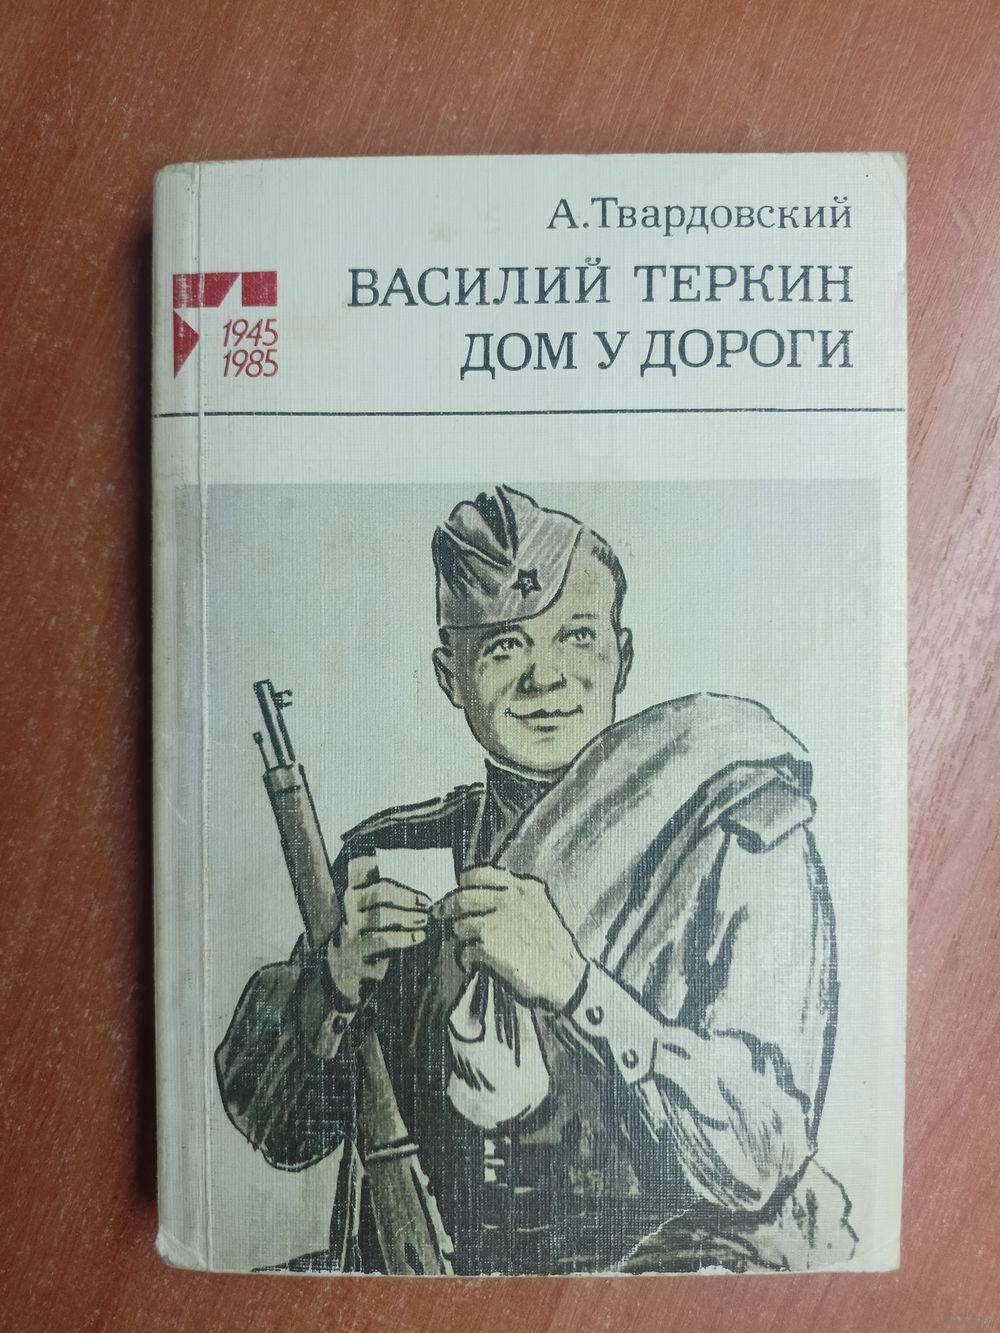 А.Твардовский
ВАСИЛИЙ ТЕРКИН
ДОМ У ДОРОГИ
1945
1985